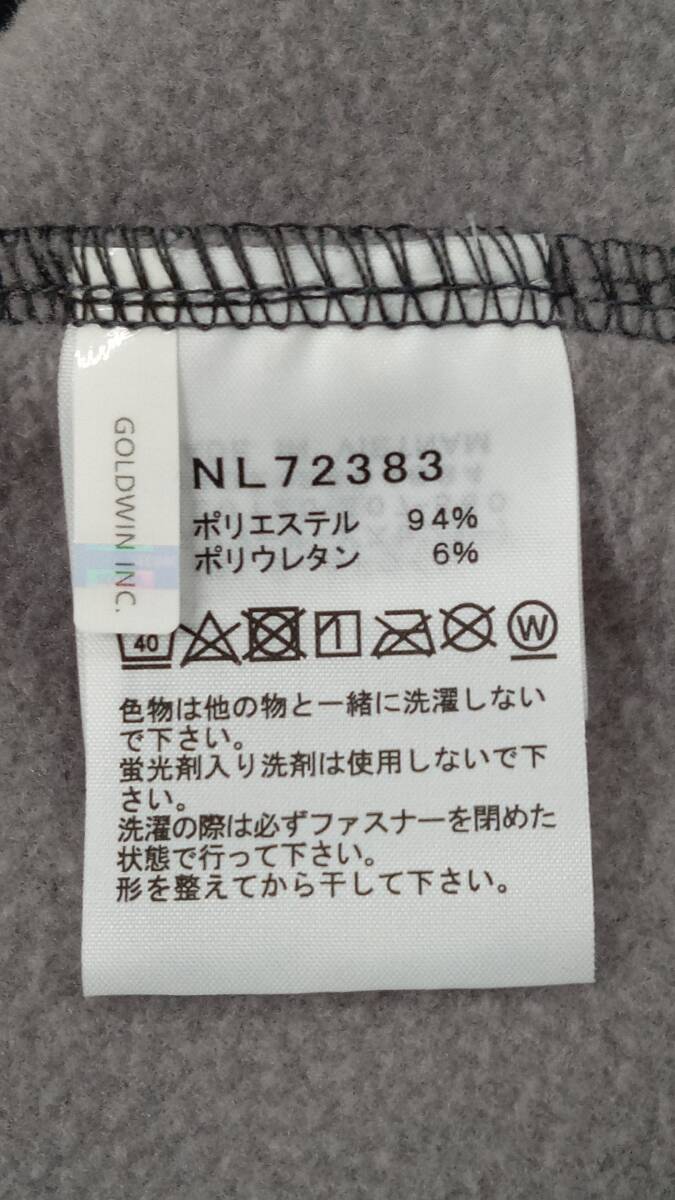 GOLDWIN INC.
NL72383
ポリエステル 94%
ポリウレタン 6%
40
W
色物は他の物と一緒に洗濯しない
で下さい。
蛍光剤入り洗剤は使用しないで下
さい。
洗濯の際は必ずファスナーを閉めた
状態で行って下さい。
形を整えてから干して下さい。